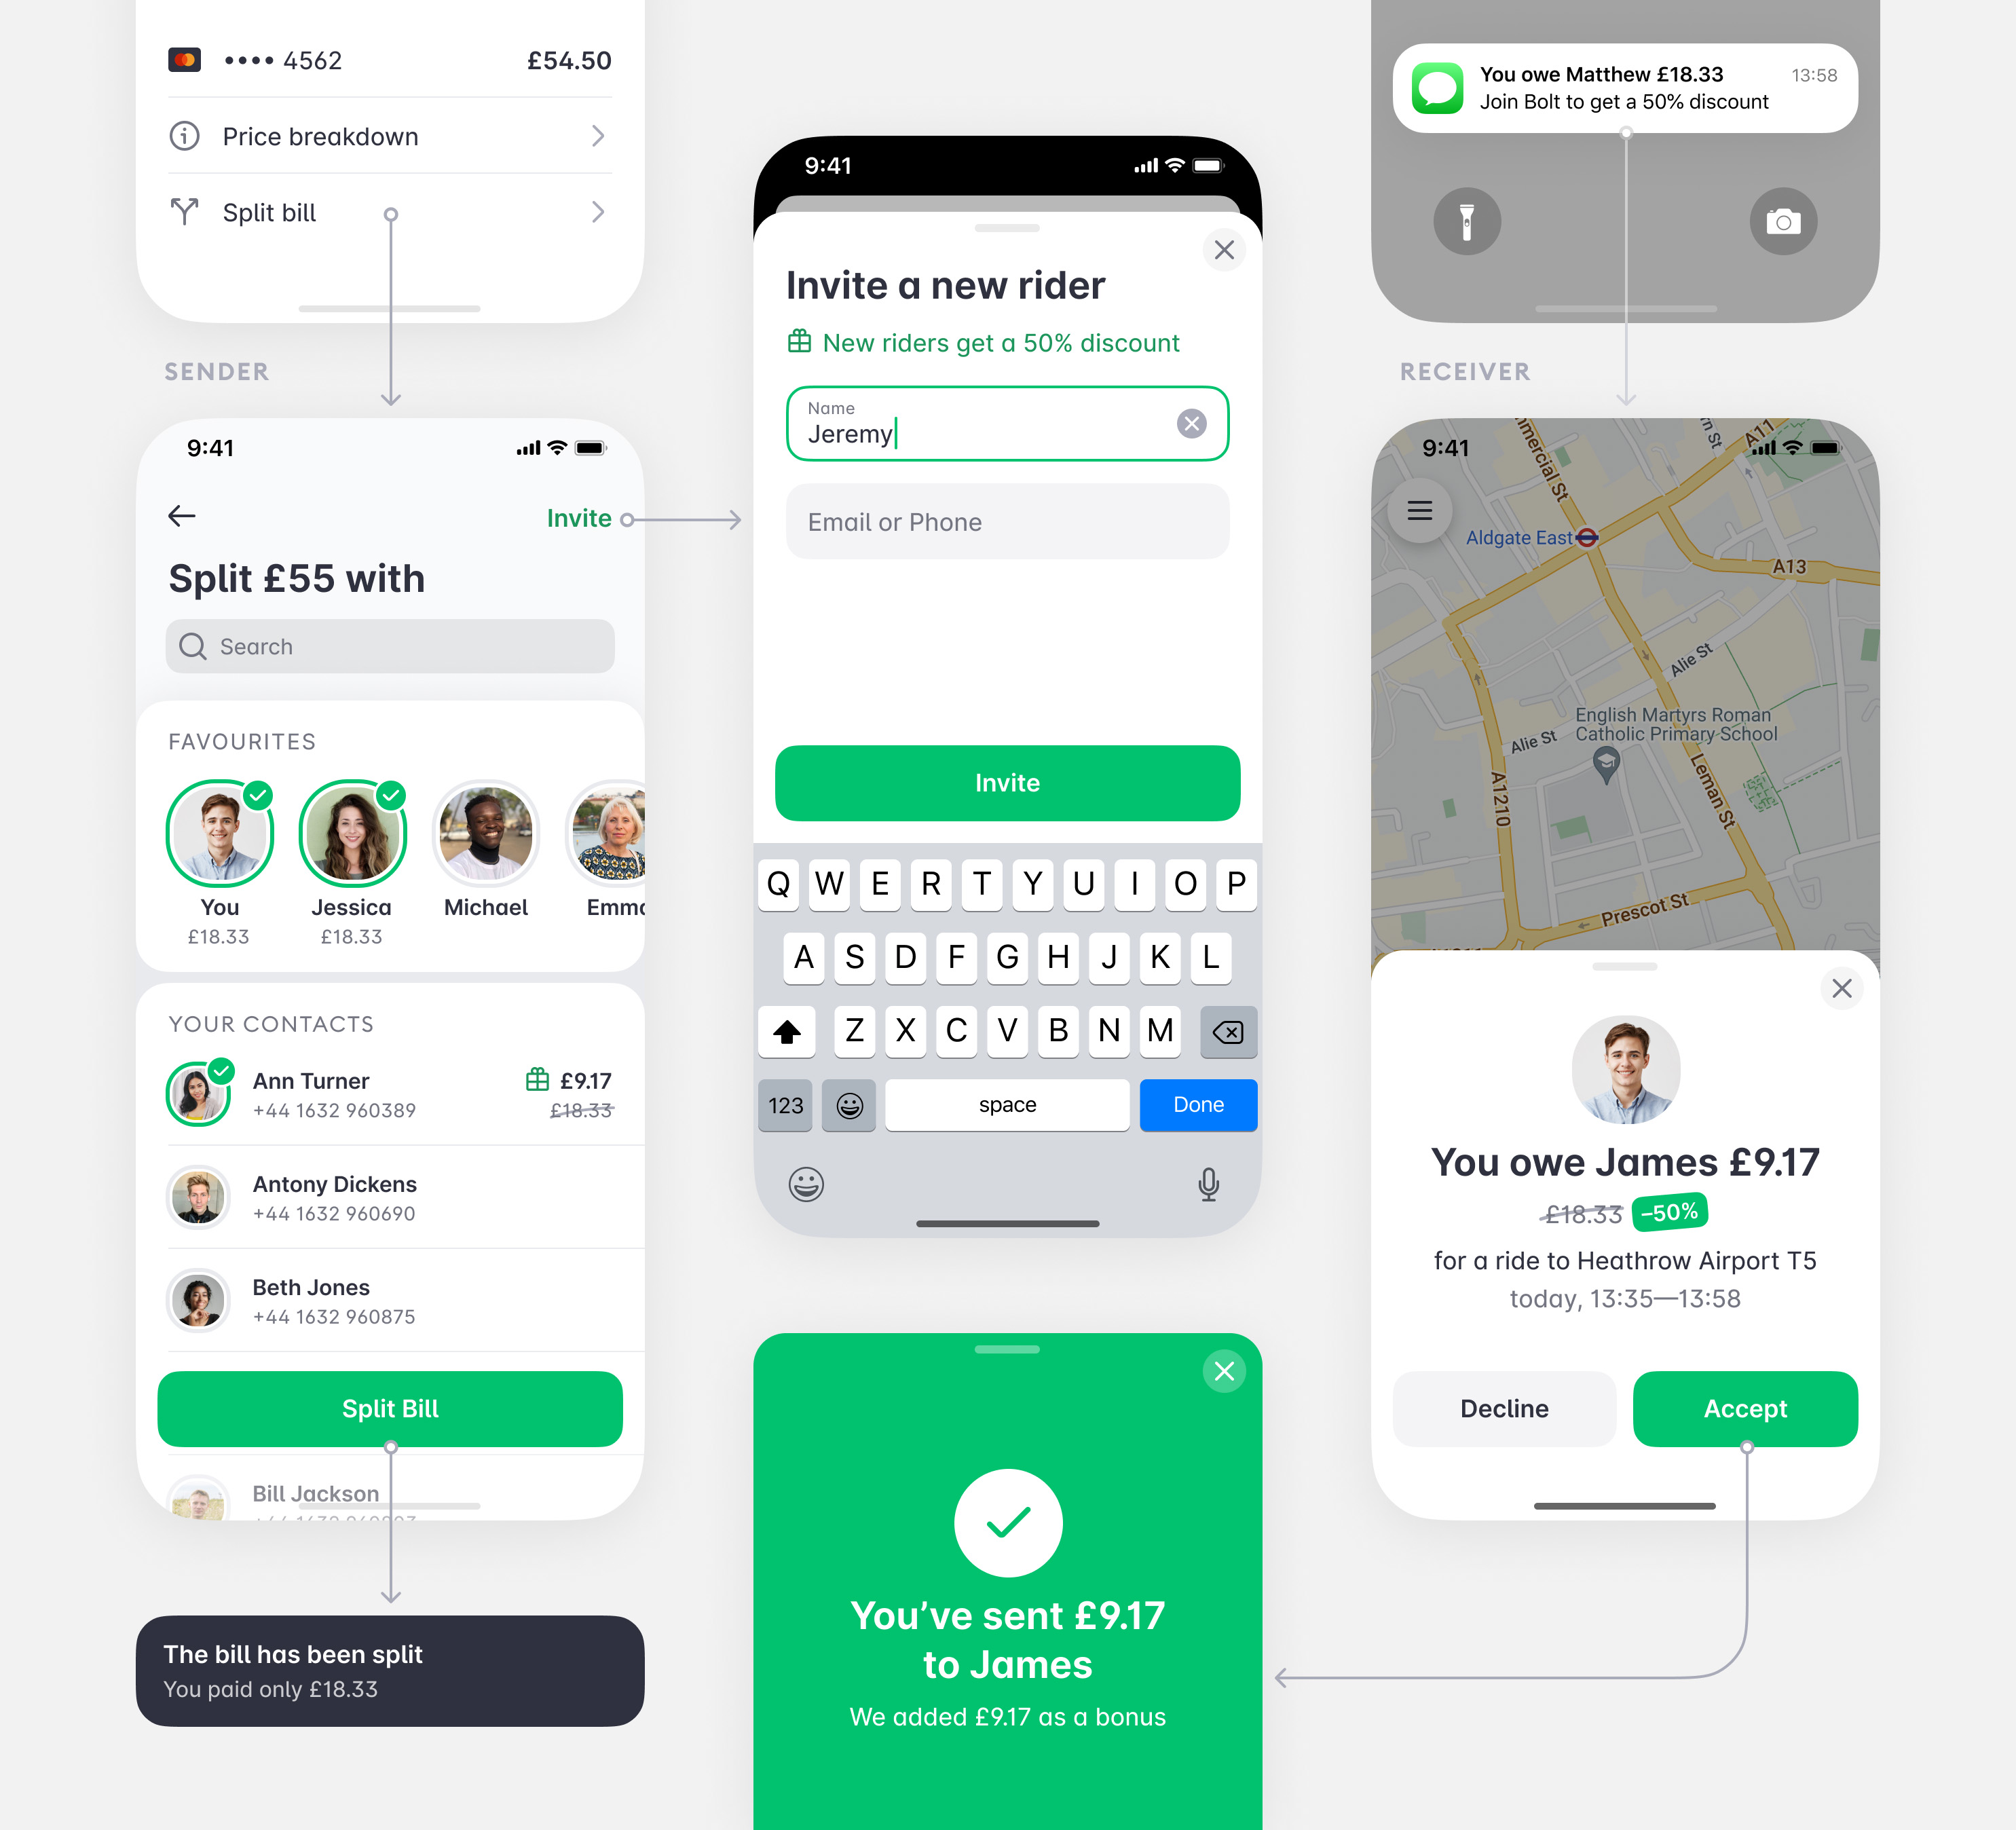 •••• 4562 £54.50
Price breakdown
Split bill
SENDER
9:41
Invite
Split £55 with
Search
FAVOURITES
You
£18.33
Jessica
£18.33
Michael
YOUR CONTACTS
Ann Turner £9.17
+44 1632 960389 £18.33
Antony Dickens
+44 1632 960690
Beth Jones
+44 1632 960875
Split Bill
Bill Jackson
The bill has been split
You paid only £18.33
9:41
Invite a new rider
New riders get a 50% discount
Name
Jeremy
Email or Phone
Invite
Q W E R T Y U I O P
A S D F G H J K L
Z X C V B N M
123 space Done
You’ve sent £9.17
to James
We added £9.17 as a bonus
You owe Matthew £18.33 13:58
Join Bolt to get a 50% discount
RECEIVER
9:41
A11
Aldgate East
A13
Alie St
English Martyrs Roman
Catholic Primary School
Alie St
Leman St
A1210
Prescot St
You owe James £9.17
£18.33 –50%
for a ride to Heathrow Airport T5
today, 13:35—13:58
Decline Accept